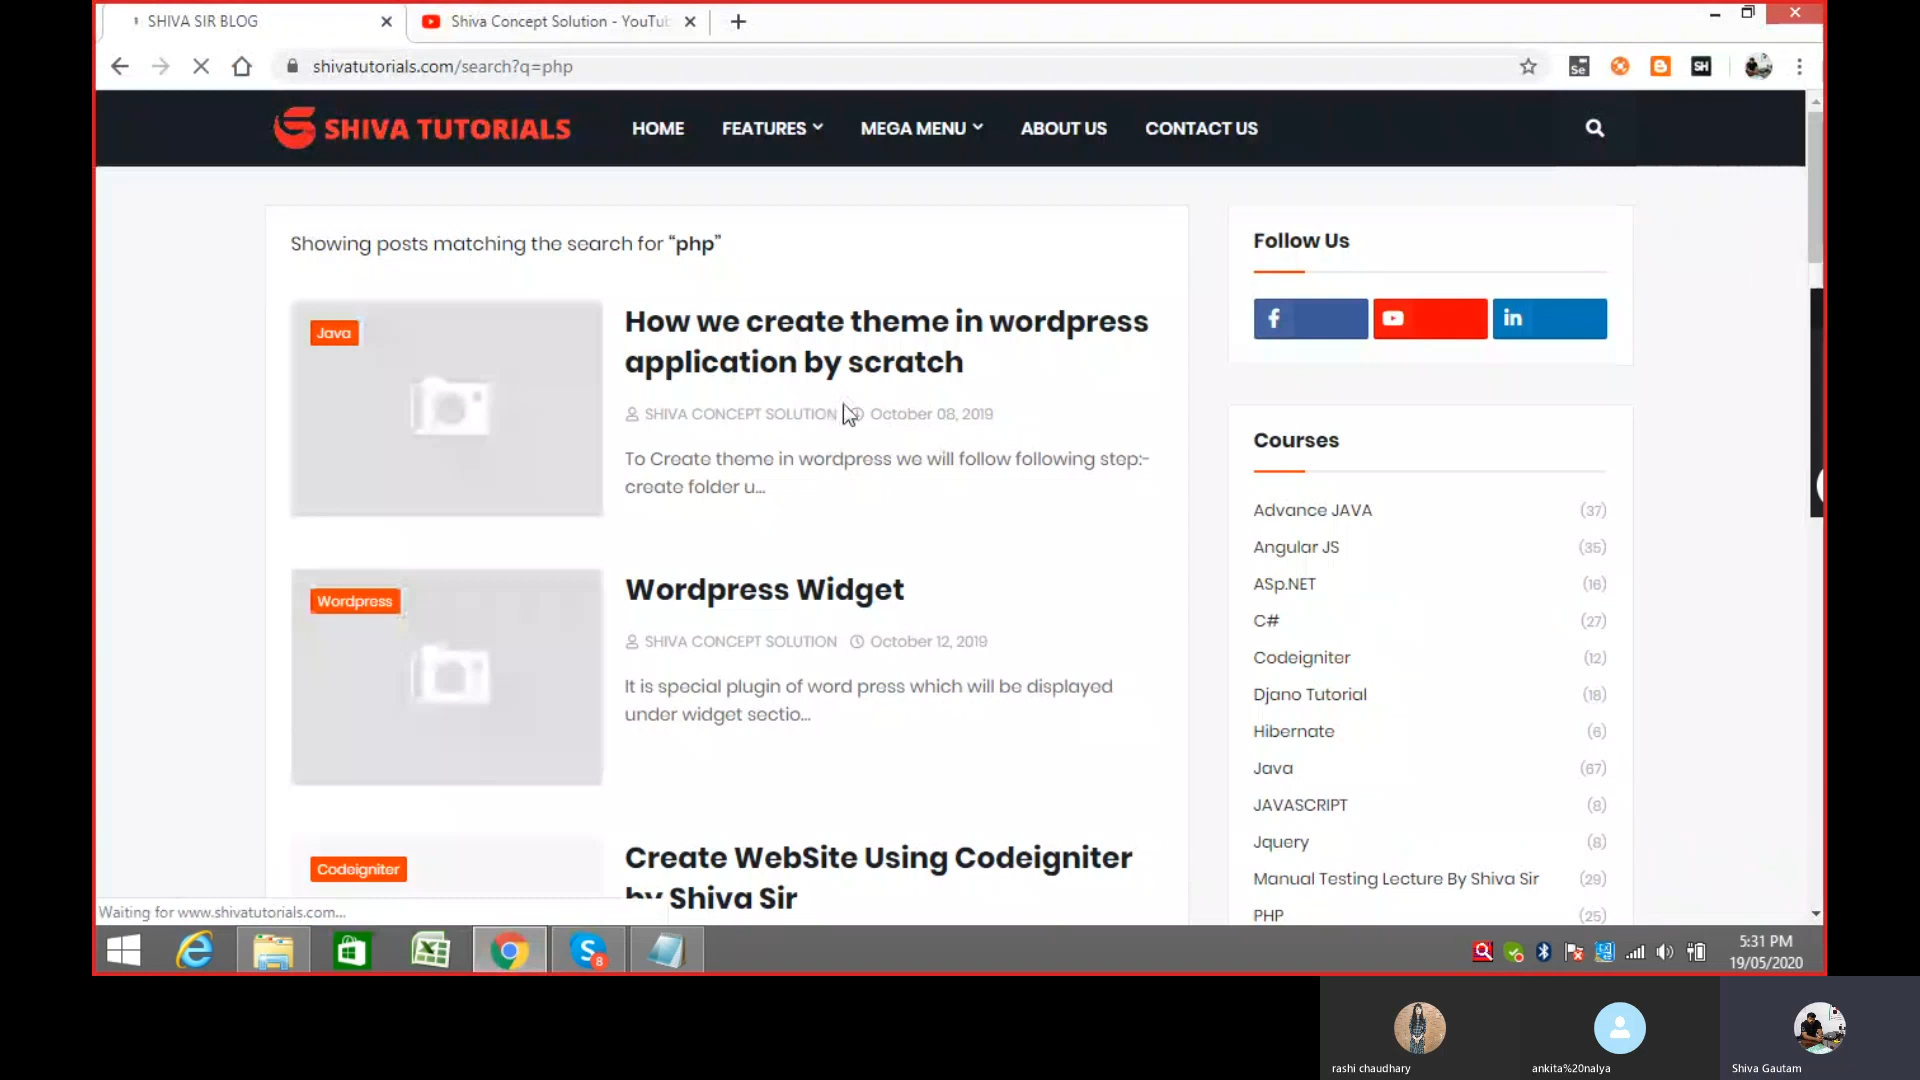 SHIVA SIR BLOG
Shiva Concept Solution - YouTub
shivatutorials.com/search?q=php
Se
SH
SHIVA TUTORIALS
HOME
FEATURES
MEGA MENU
ABOUT US
CONTACT US
Showing posts matching the search for “php”
Java
How we create theme in wordpress
application by scratch
SHIVA CONCEPT SOLUTION
October 08, 2019
To Create theme in wordpress we will follow following step:-
create folder u...
Wordpress
Wordpress Widget
SHIVA CONCEPT SOLUTION
October 12, 2019
It is special plugin of word press which will be displayed
under widget sectio...
Codeigniter
Create WebSite Using Codeigniter
by Shiva Sir
Follow Us
Courses
Advance JAVA (37)
Angular JS (35)
ASp.NET (16)
C# (27)
Codeigniter (12)
Djano Tutorial (18)
Hibernate (6)
Java (67)
JAVASCRIPT (8)
Jquery (8)
Manual Testing Lecture By Shiva Sir (29)
PHP (25)
Waiting for www.shivatutorials.com...
8
5:31 PM
19/05/2020
rashi chaudhary
ankita%20nalya
Shiva Gautam